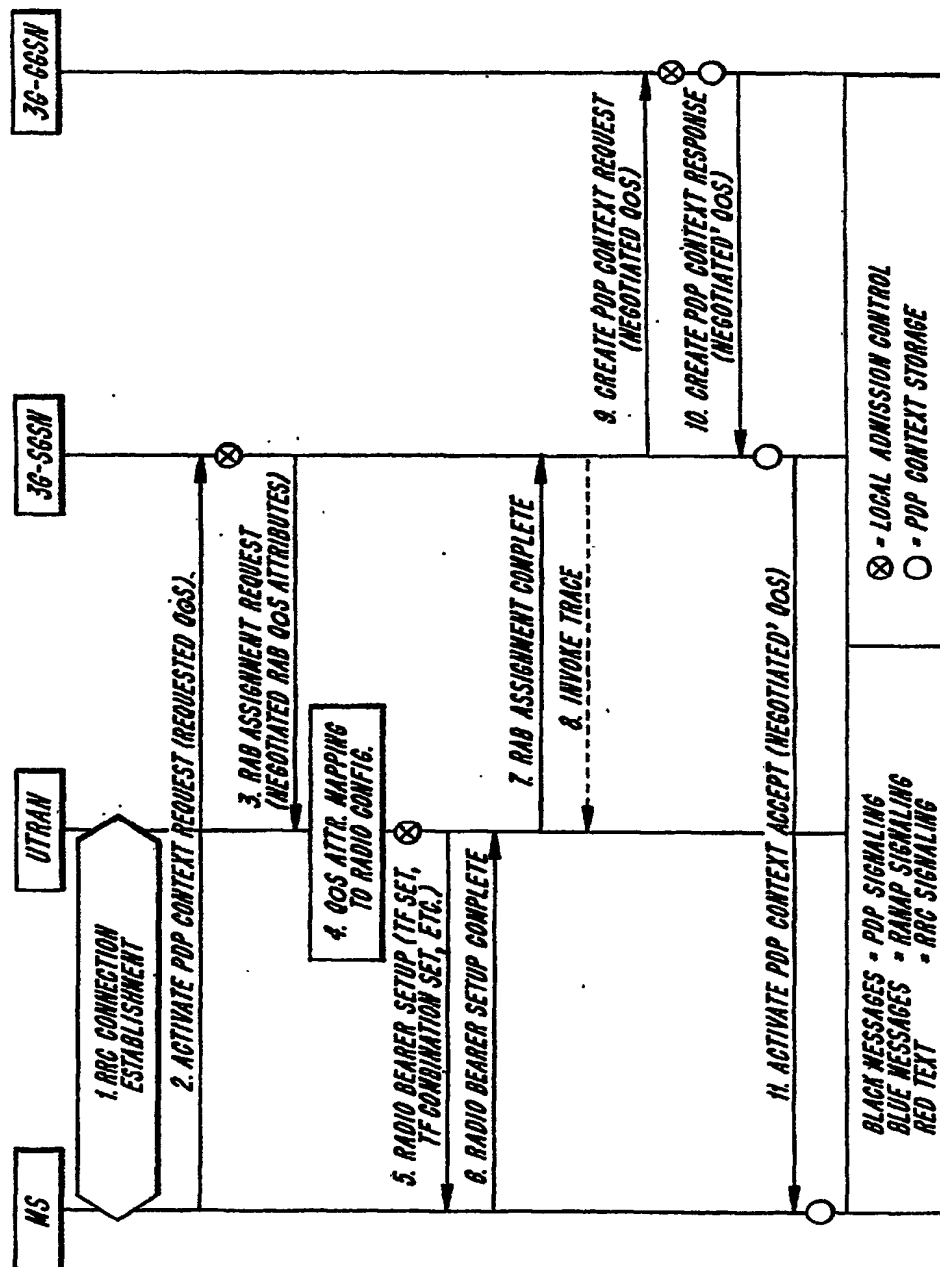 MS
UTRAN
3G-SGSN
3G-GGSN
1. RRC CONNECTION
ESTABLISHMENT
2. ACTIVATE PDP CONTEXT REQUEST (REQUESTED QOS)
3. RAB ASSIGNMENT REQUEST
(NEGOTIATED RAB QOS ATTRIBUTES)
4. QOS ATTR. MAPPING
TO RADIO CONFIG.
5. RADIO BEARER SETUP (TF SET,
TF COMBINATION SET, ETC.)
6. RADIO BEARER SETUP COMPLETE
7. RAB ASSIGNMENT COMPLETE
8. INVOKE TRACE
9. CREATE PDP CONTEXT REQUEST
(NEGOTIATED QOS)
10. CREATE PDP CONTEXT RESPONSE
(NEGOTIATED' QOS)
11. ACTIVATE PDP CONTEXT ACCEPT (NEGOTIATED' QOS)
BLACK MESSAGES = PDP SIGNALING
BLUE MESSAGES = RANAP SIGNALING
RED TEXT = RRC SIGNALING
⊗ = LOCAL ADMISSION CONTROL
○ = PDP CONTEXT STORAGE